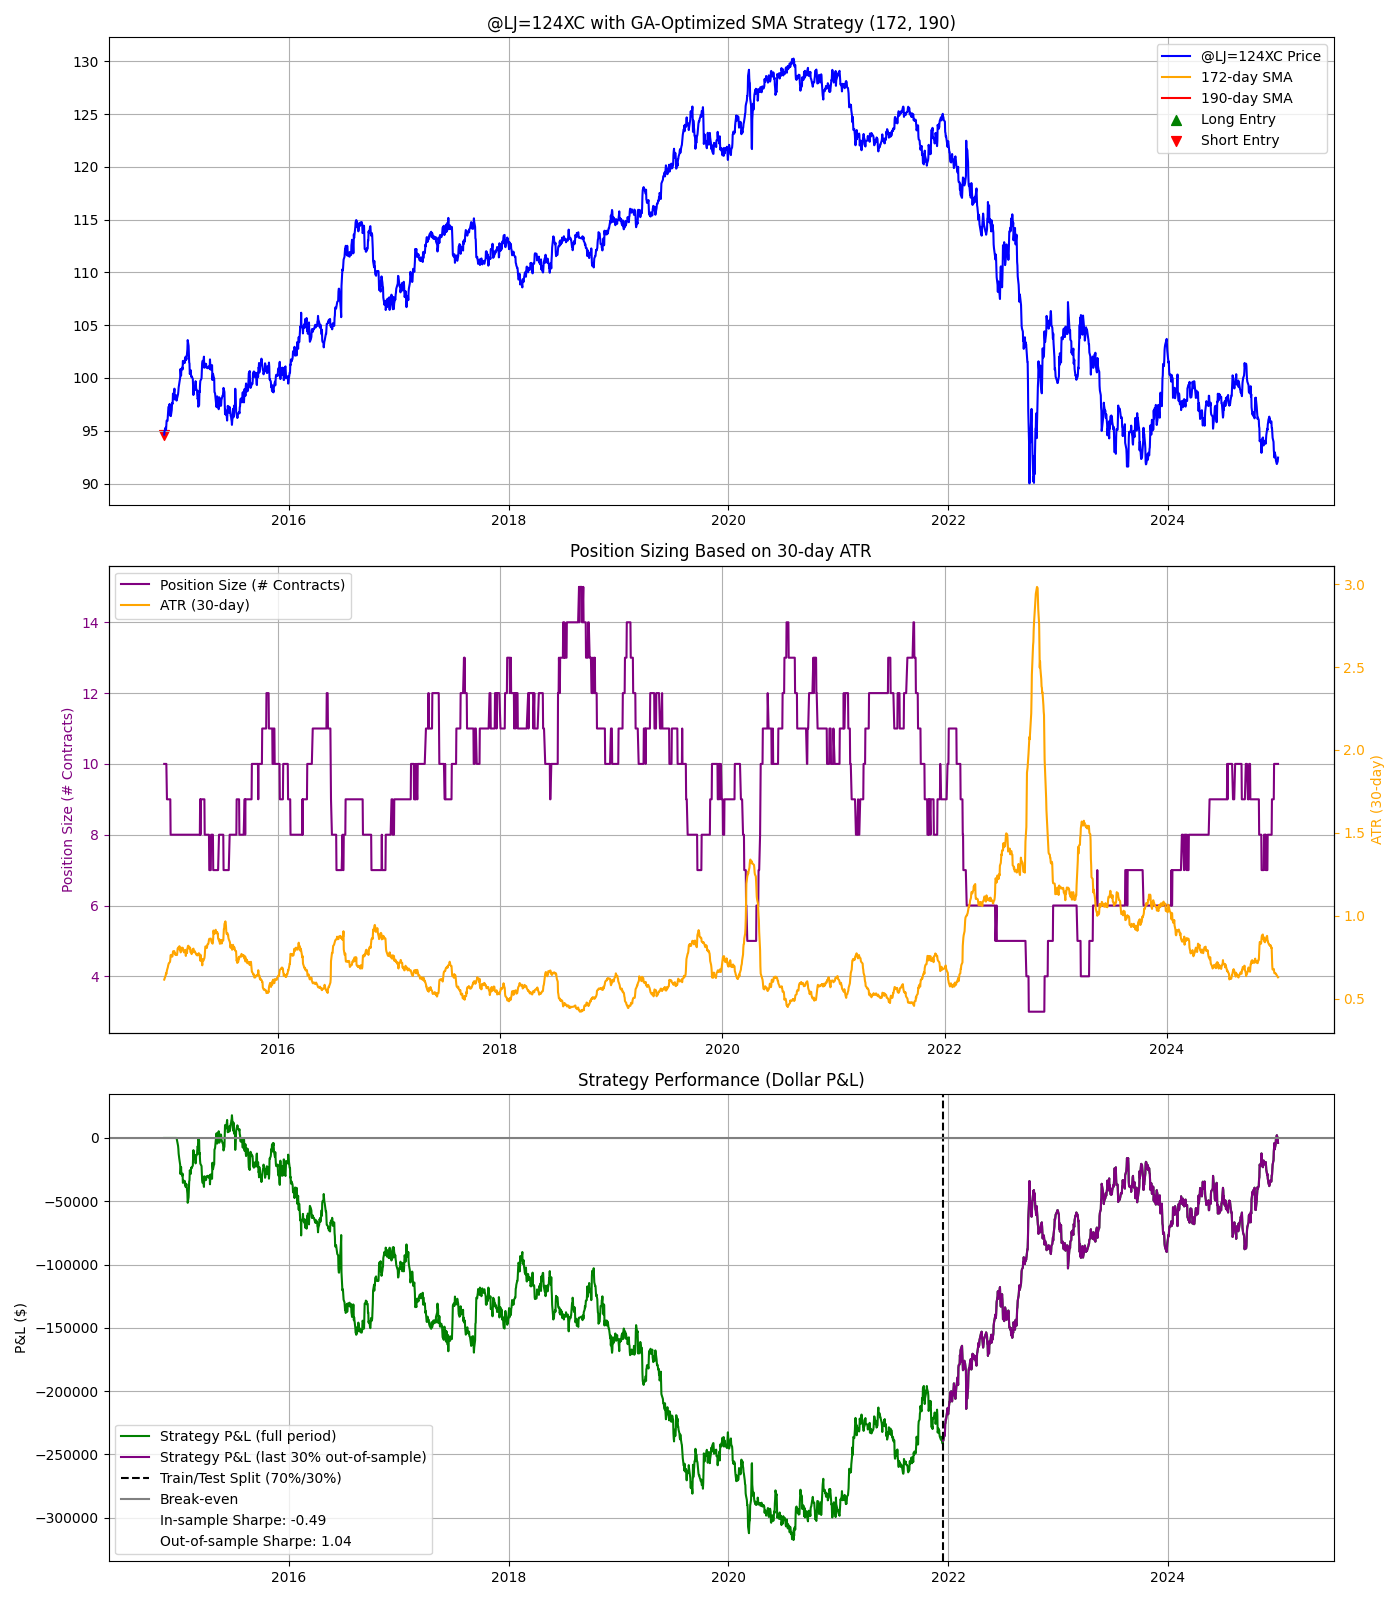 @LJ=124XC with GA-Optimized SMA Strategy (172, 190)
130
125
120
115
110
105
100
95
90
@LJ=124XC Price
172-day SMA
190-day SMA
Long Entry
Short Entry
2016
2018
2020
2022
2024
Position Sizing Based on 30-day ATR
Position Size (# Contracts)
14
12
10
8
6
4
Position Size (# Contracts)
ATR (30-day)
3.0
2.5
2.0
1.5
1.0
0.5
ATR (30-day)
2016
2018
2020
2022
2024
Strategy Performance (Dollar P&L)
P&L ($)
0
−50000
−100000
−150000
−200000
−250000
−300000
Strategy P&L (full period)
Strategy P&L (last 30% out-of-sample)
Train/Test Split (70%/30%)
Break-even
In-sample Sharpe: -0.49
Out-of-sample Sharpe: 1.04
2016
2018
2020
2022
2024